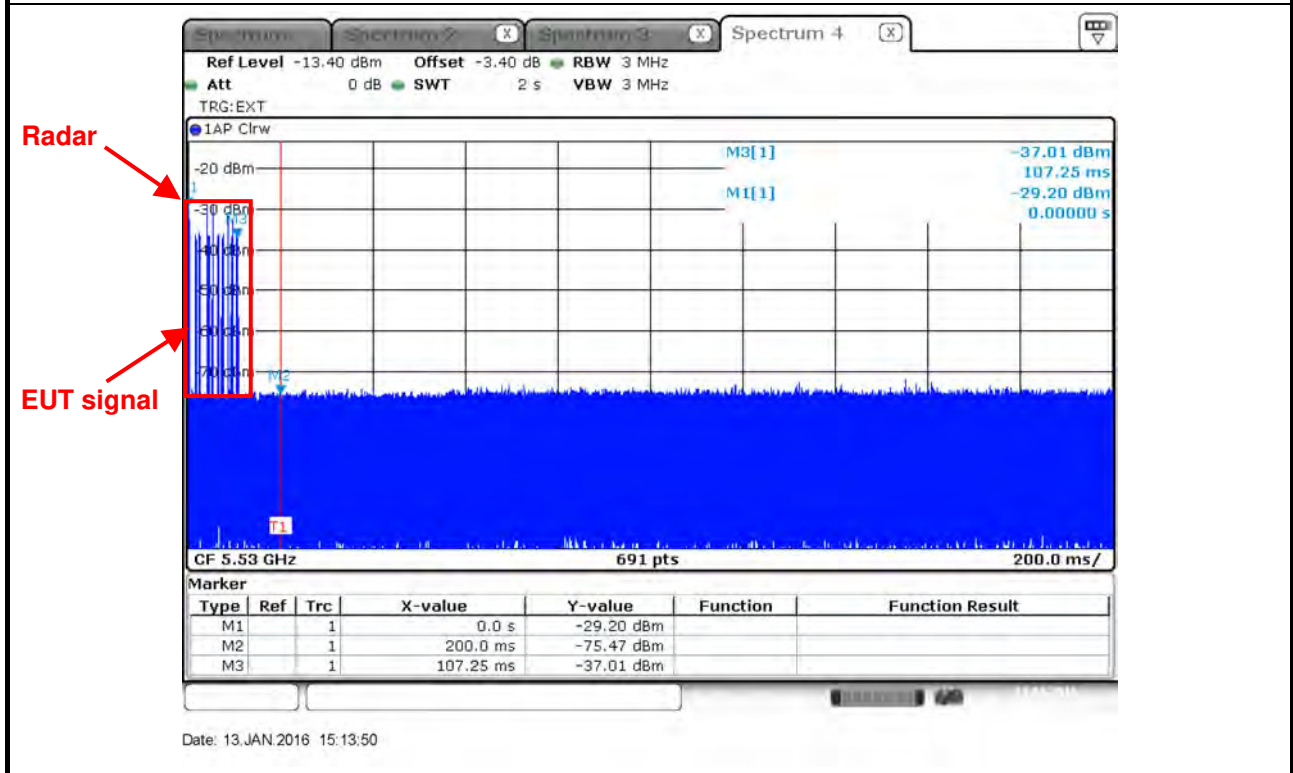 Spectrum Spectrum 2 X Spectrum 3 X Spectrum 4 X
Ref Level -13.40 dBm Offset -3.40 dB RBW 3 MHz
Att 0 dB SWT 2 s VBW 3 MHz
TRG:EXT
1AP Clrw
Radar
M3[1] -37.01 dBm
107.25 ms
M1[1] -29.20 dBm
0.00000 s
-20 dBm
-30 dBm
M3
-40 dBm
-50 dBm
-60 dBm
-70 dBm
M2
EUT signal
T1
CF 5.53 GHz 691 pts 200.0 ms/
Marker
Type Ref Trc X-value Y-value Function Function Result
M1 1 0.0 s -29.20 dBm
M2 1 200.0 ms -75.47 dBm
M3 1 107.25 ms -37.01 dBm
Date: 13.JAN.2016 15:13:50